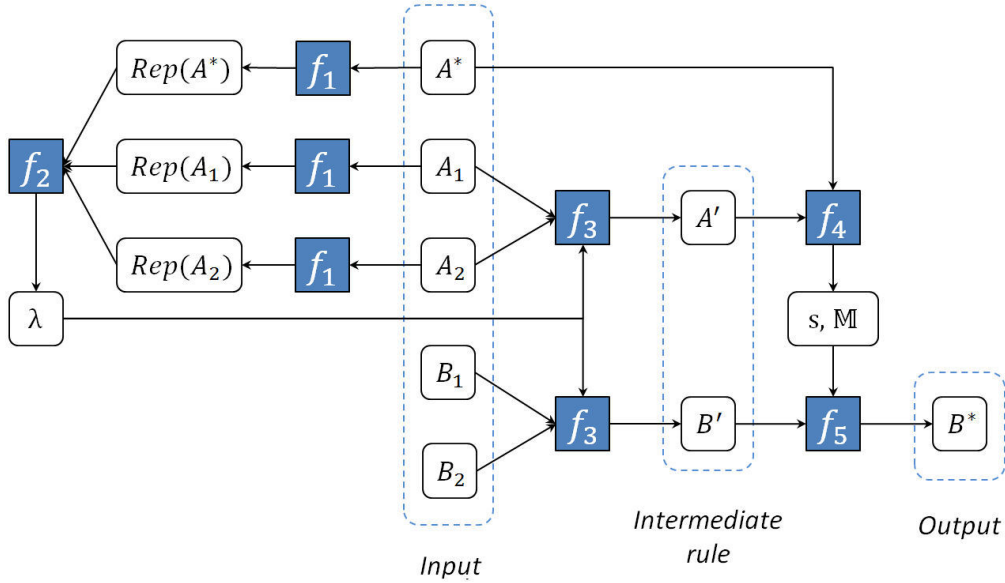 Rep(A*) f₁ A*
f₂ Rep(A₁) f₁ A₁
f₃ A′ f₄
Rep(A₂) f₁ A₂
λ s, 𝕄
B₁
f₃ B′ f₅ B*
B₂
Intermediate
rule
Output
Input